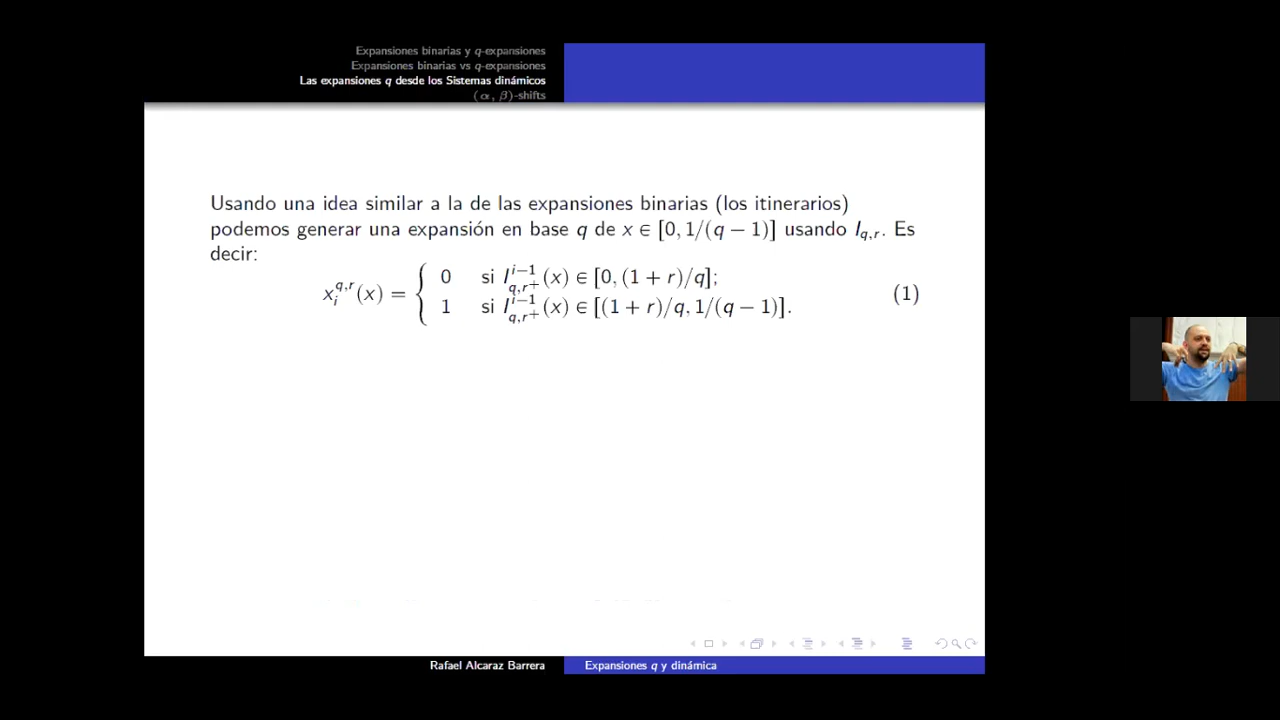 Expansiones binarias y q-expansiones
Expansiones binarias vs q-expansiones
Las expansiones q desde los Sistemas dinámicos
(α, β)-shifts
Usando una idea similar a la de las expansiones binarias (los itinerarios)
podemos generar una expansión en base q de x ∈ [0, 1/(q − 1)] usando I_{q,r}. Es
decir:
x_i^{q,r}(x) = { 0 si I_{q,r^+}^{i−1}(x) ∈ [0, (1 + r)/q];
1 si I_{q,r^+}^{i−1}(x) ∈ [(1 + r)/q, 1/(q − 1)]. (1)
Rafael Alcaraz Barrera Expansiones q y dinámica